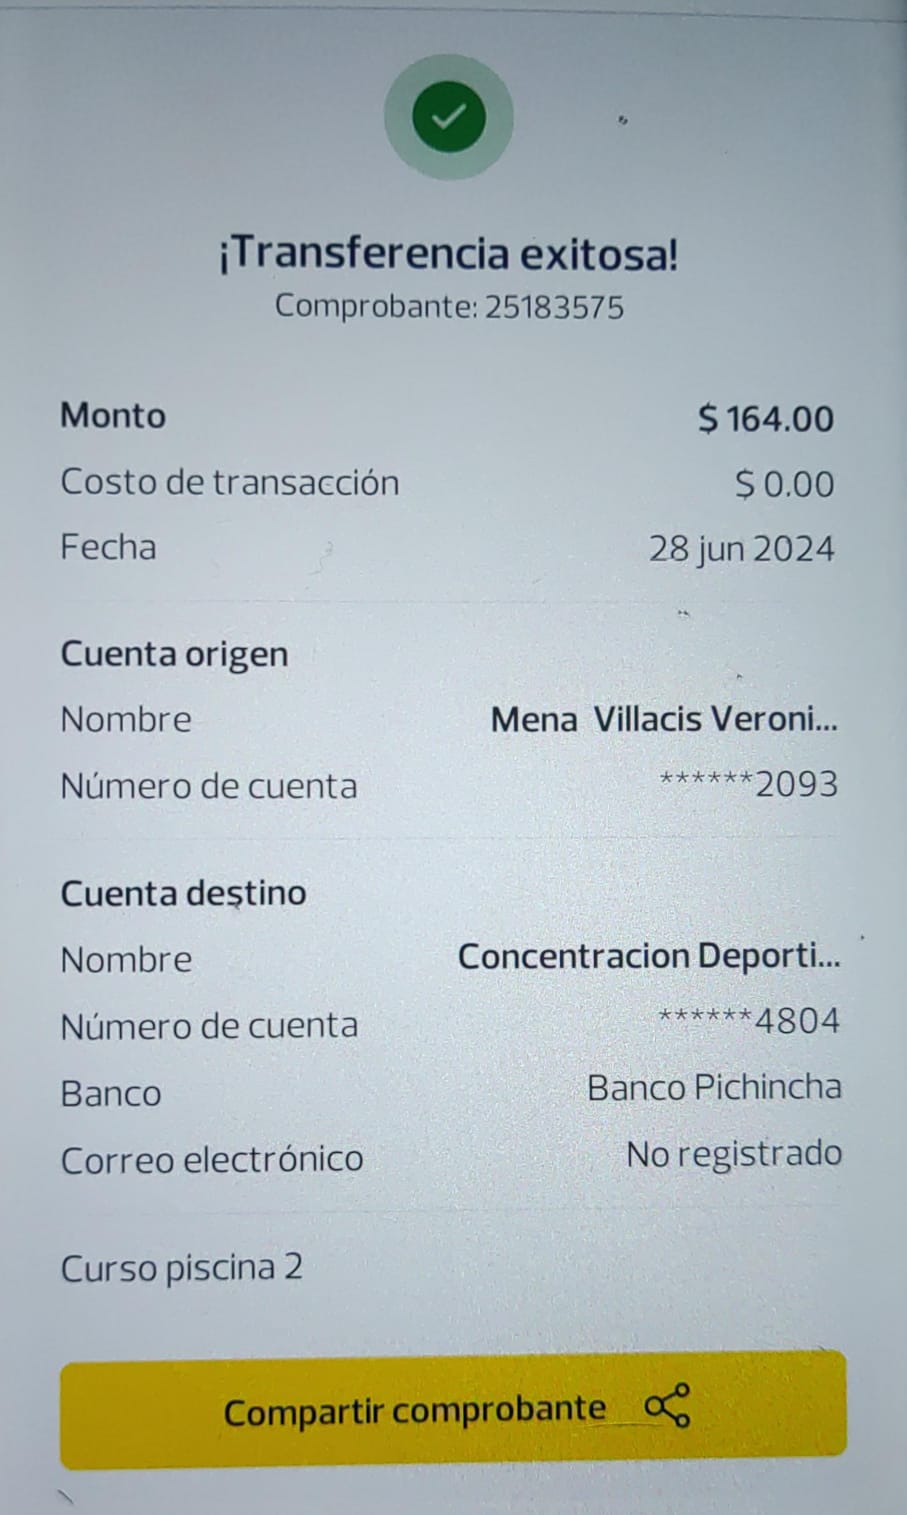 ¡Transferencia exitosa!
Comprobante: 25183575
Monto $ 164.00
Costo de transacción $ 0.00
Fecha 28 jun 2024
Cuenta origen
Nombre Mena Villacis Veroni...
Número de cuenta ******2093
Cuenta destino
Nombre Concentracion Deporti...
Número de cuenta ******4804
Banco Banco Pichincha
Correo electrónico No registrado
Curso piscina 2
Compartir comprobante